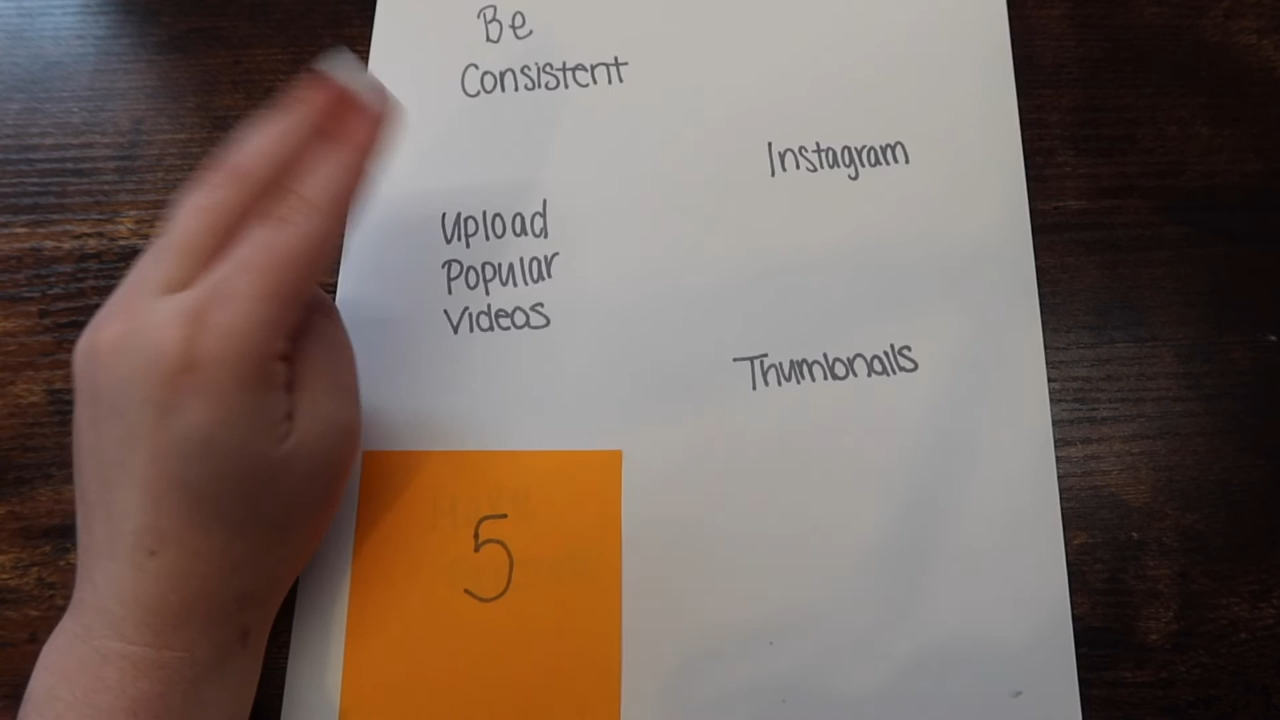 Be
Consistent
Instagram
Upload
Popular
Videos
Thumbnails
5